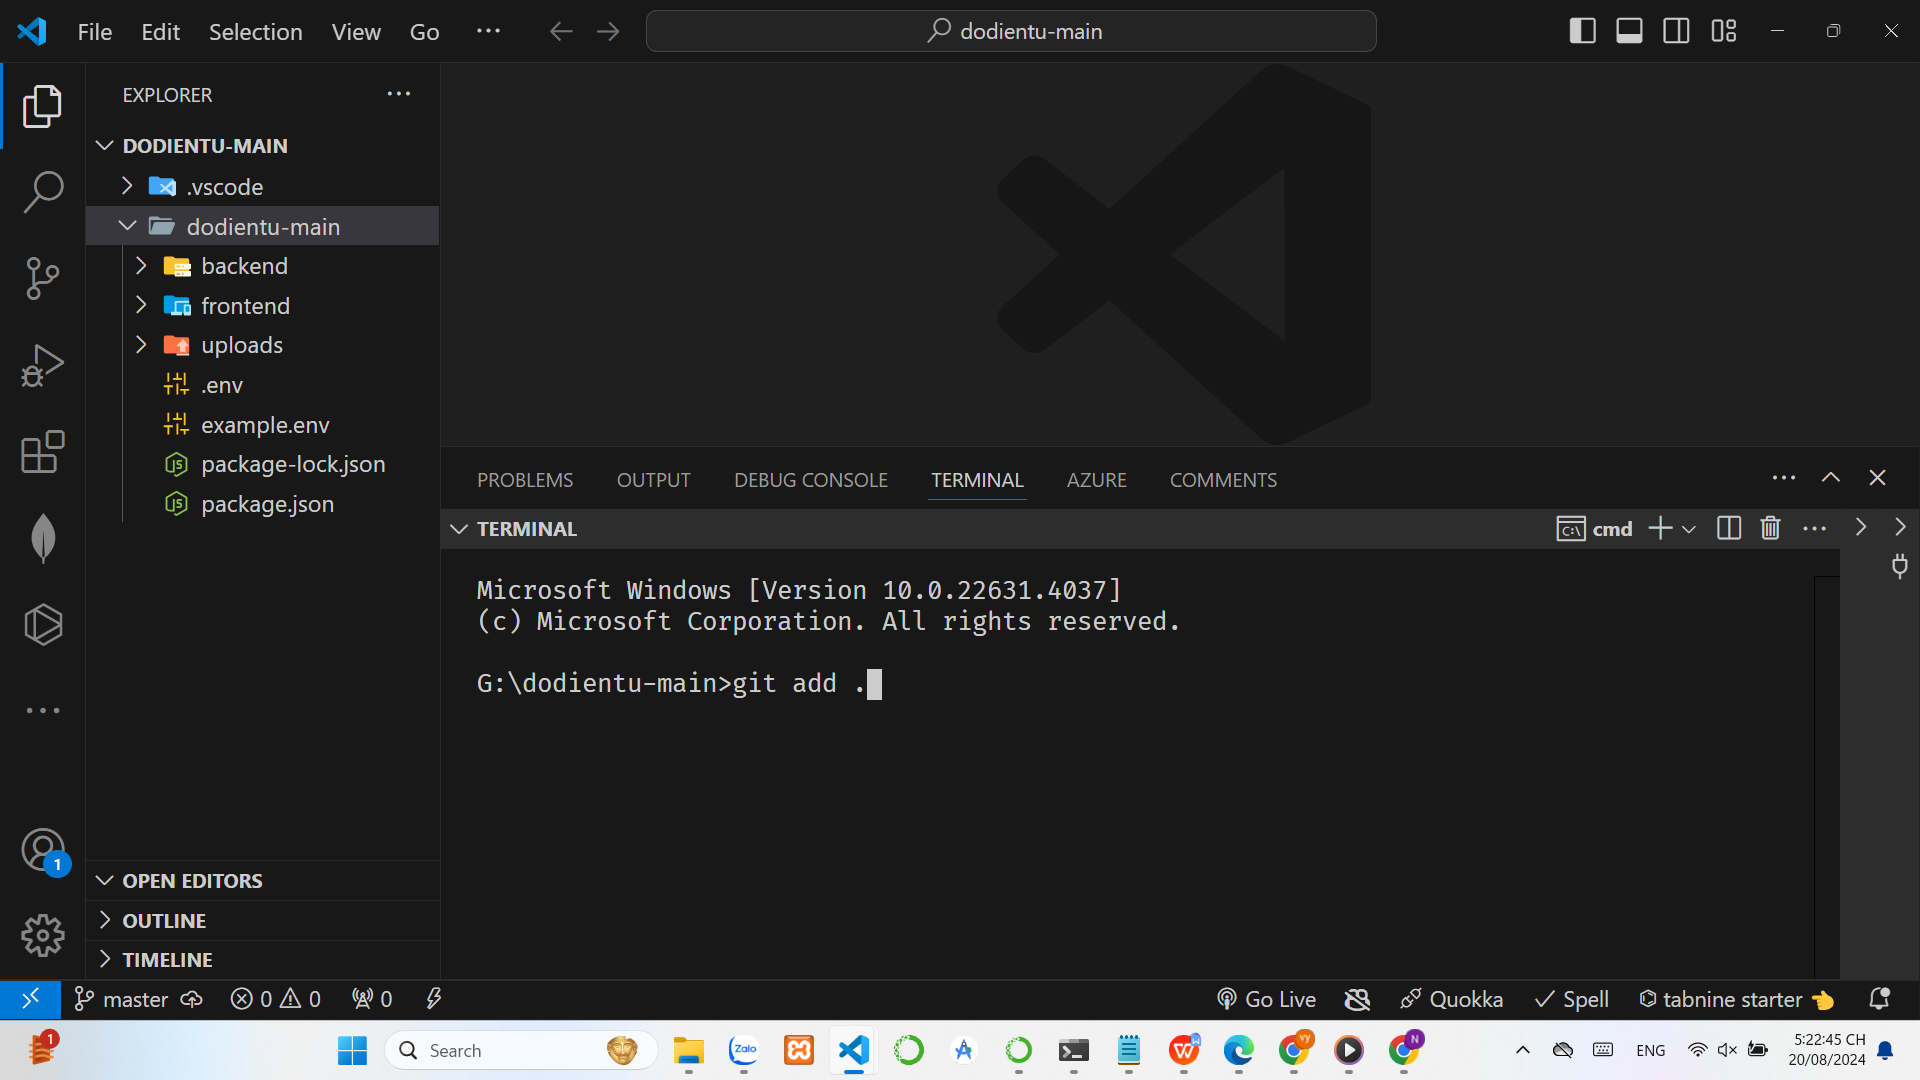 File Edit Selection View Go
dodientu-main
EXPLORER
DODIENTU-MAIN
.vscode
dodientu-main
backend
frontend
uploads
.env
example.env
package-lock.json
package.json
OPEN EDITORS
OUTLINE
TIMELINE
PROBLEMS OUTPUT DEBUG CONSOLE TERMINAL AZURE COMMENTS
TERMINAL
cmd
Microsoft Windows [Version 10.0.22631.4037]
(c) Microsoft Corporation. All rights reserved.
G:\dodientu-main>git add .
1
master 0 0 0
Go Live Quokka Spell tabnine starter
1
Search
Zalo
ENG
5:22:45 CH
20/08/2024